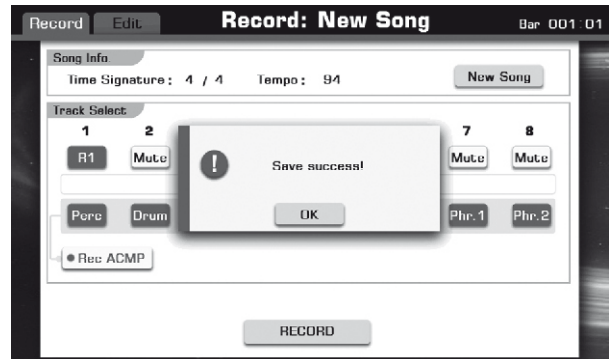 Record Edit Record: New Song Bar 001:01
Song Info
Time Signature: 4 / 4 Tempo: 94 New Song
Track Select
1 2 7 8
R1 Mute Save success! Mute Mute
Perc Drum OK Phr.1 Phr.2
Rec ACMP
RECORD